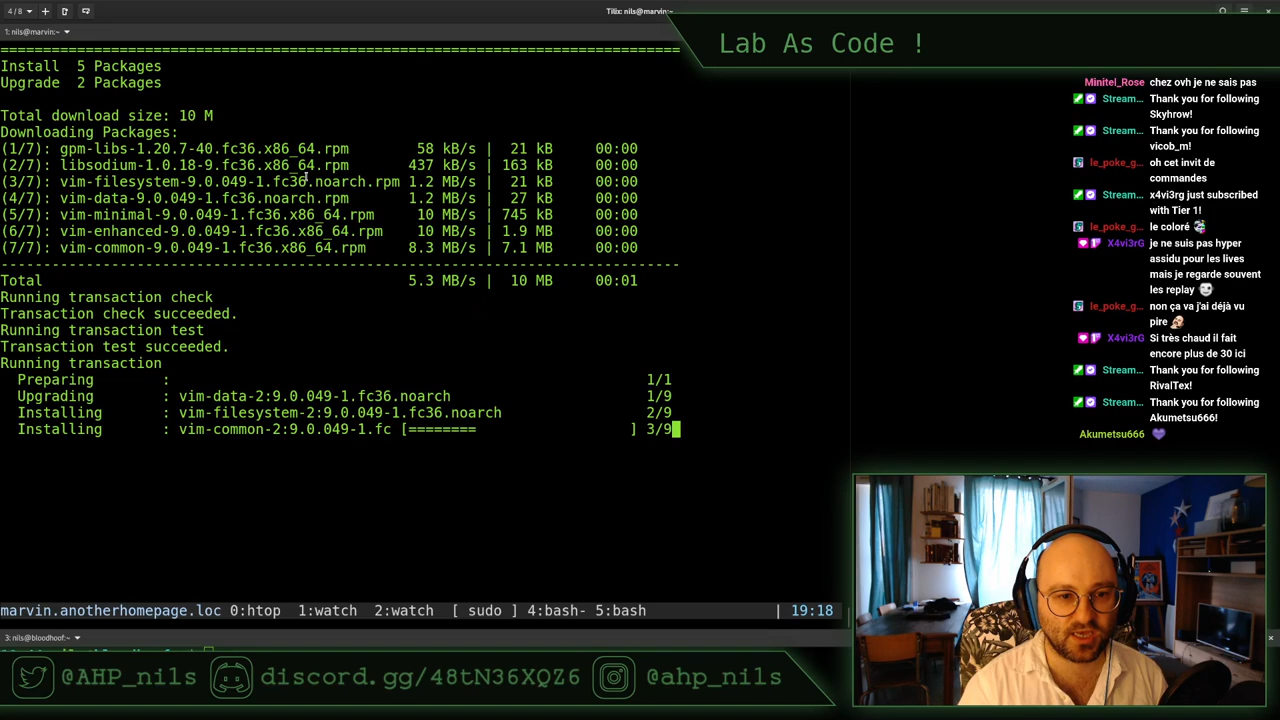 4 / 8
Tilix: nils@marvin:~
1: nils@marvin:~
Lab As Code !
================================================================================
Install  5 Packages
Upgrade  2 Packages
Total download size: 10 M
Downloading Packages:
(1/7): gpm-libs-1.20.7-40.fc36.x86_64.rpm        58 kB/s |  21 kB     00:00
(2/7): libsodium-1.0.18-9.fc36.x86_64.rpm       437 kB/s | 163 kB     00:00
(3/7): vim-filesystem-9.0.049-1.fc36.noarch.rpm 1.2 MB/s |  21 kB     00:00
(4/7): vim-data-9.0.049-1.fc36.noarch.rpm       1.2 MB/s |  27 kB     00:00
(5/7): vim-minimal-9.0.049-1.fc36.x86_64.rpm     10 MB/s | 745 kB     00:00
(6/7): vim-enhanced-9.0.049-1.fc36.x86_64.rpm    10 MB/s | 1.9 MB     00:00
(7/7): vim-common-9.0.049-1.fc36.x86_64.rpm     8.3 MB/s | 7.1 MB     00:00
--------------------------------------------------------------------------------
Total                                           5.3 MB/s |  10 MB     00:01
Running transaction check
Transaction check succeeded.
Running transaction test
Transaction test succeeded.
Running transaction
Preparing        :                                                        1/1
Upgrading        : vim-data-2:9.0.049-1.fc36.noarch                       1/9
Installing       : vim-filesystem-2:9.0.049-1.fc36.noarch                 2/9
Installing       : vim-common-2:9.0.049-1.fc [========                  ] 3/9
marvin.anotherhomepage.loc 0:htop  1:watch  2:watch  [ sudo ] 4:bash- 5:bash | 19:18
3: nils@bloodhoof:~
Minitel_Rose chez ovh je ne sais pas
Stream... Thank you for following
Skyhrow!
Stream... Thank you for following
vicob_m!
le_poke_g... oh cet invit de
commandes
Stream... x4vi3rg just subscribed
with Tier 1!
le_poke_g... le coloré
X4vi3rG je ne suis pas hyper
assidu pour les lives
mais je regarde souvent
les replay
le_poke_g... non ça va j'ai déjà vu
pire
X4vi3rG Si très chaud il fait
encore plus de 30 ici
Stream... Thank you for following
RivalTex!
Stream... Thank you for following
Akumetsu666!
Akumetsu666 💜
@AHP_nils discord.gg/48tN36XQZ6 @ahp_nils